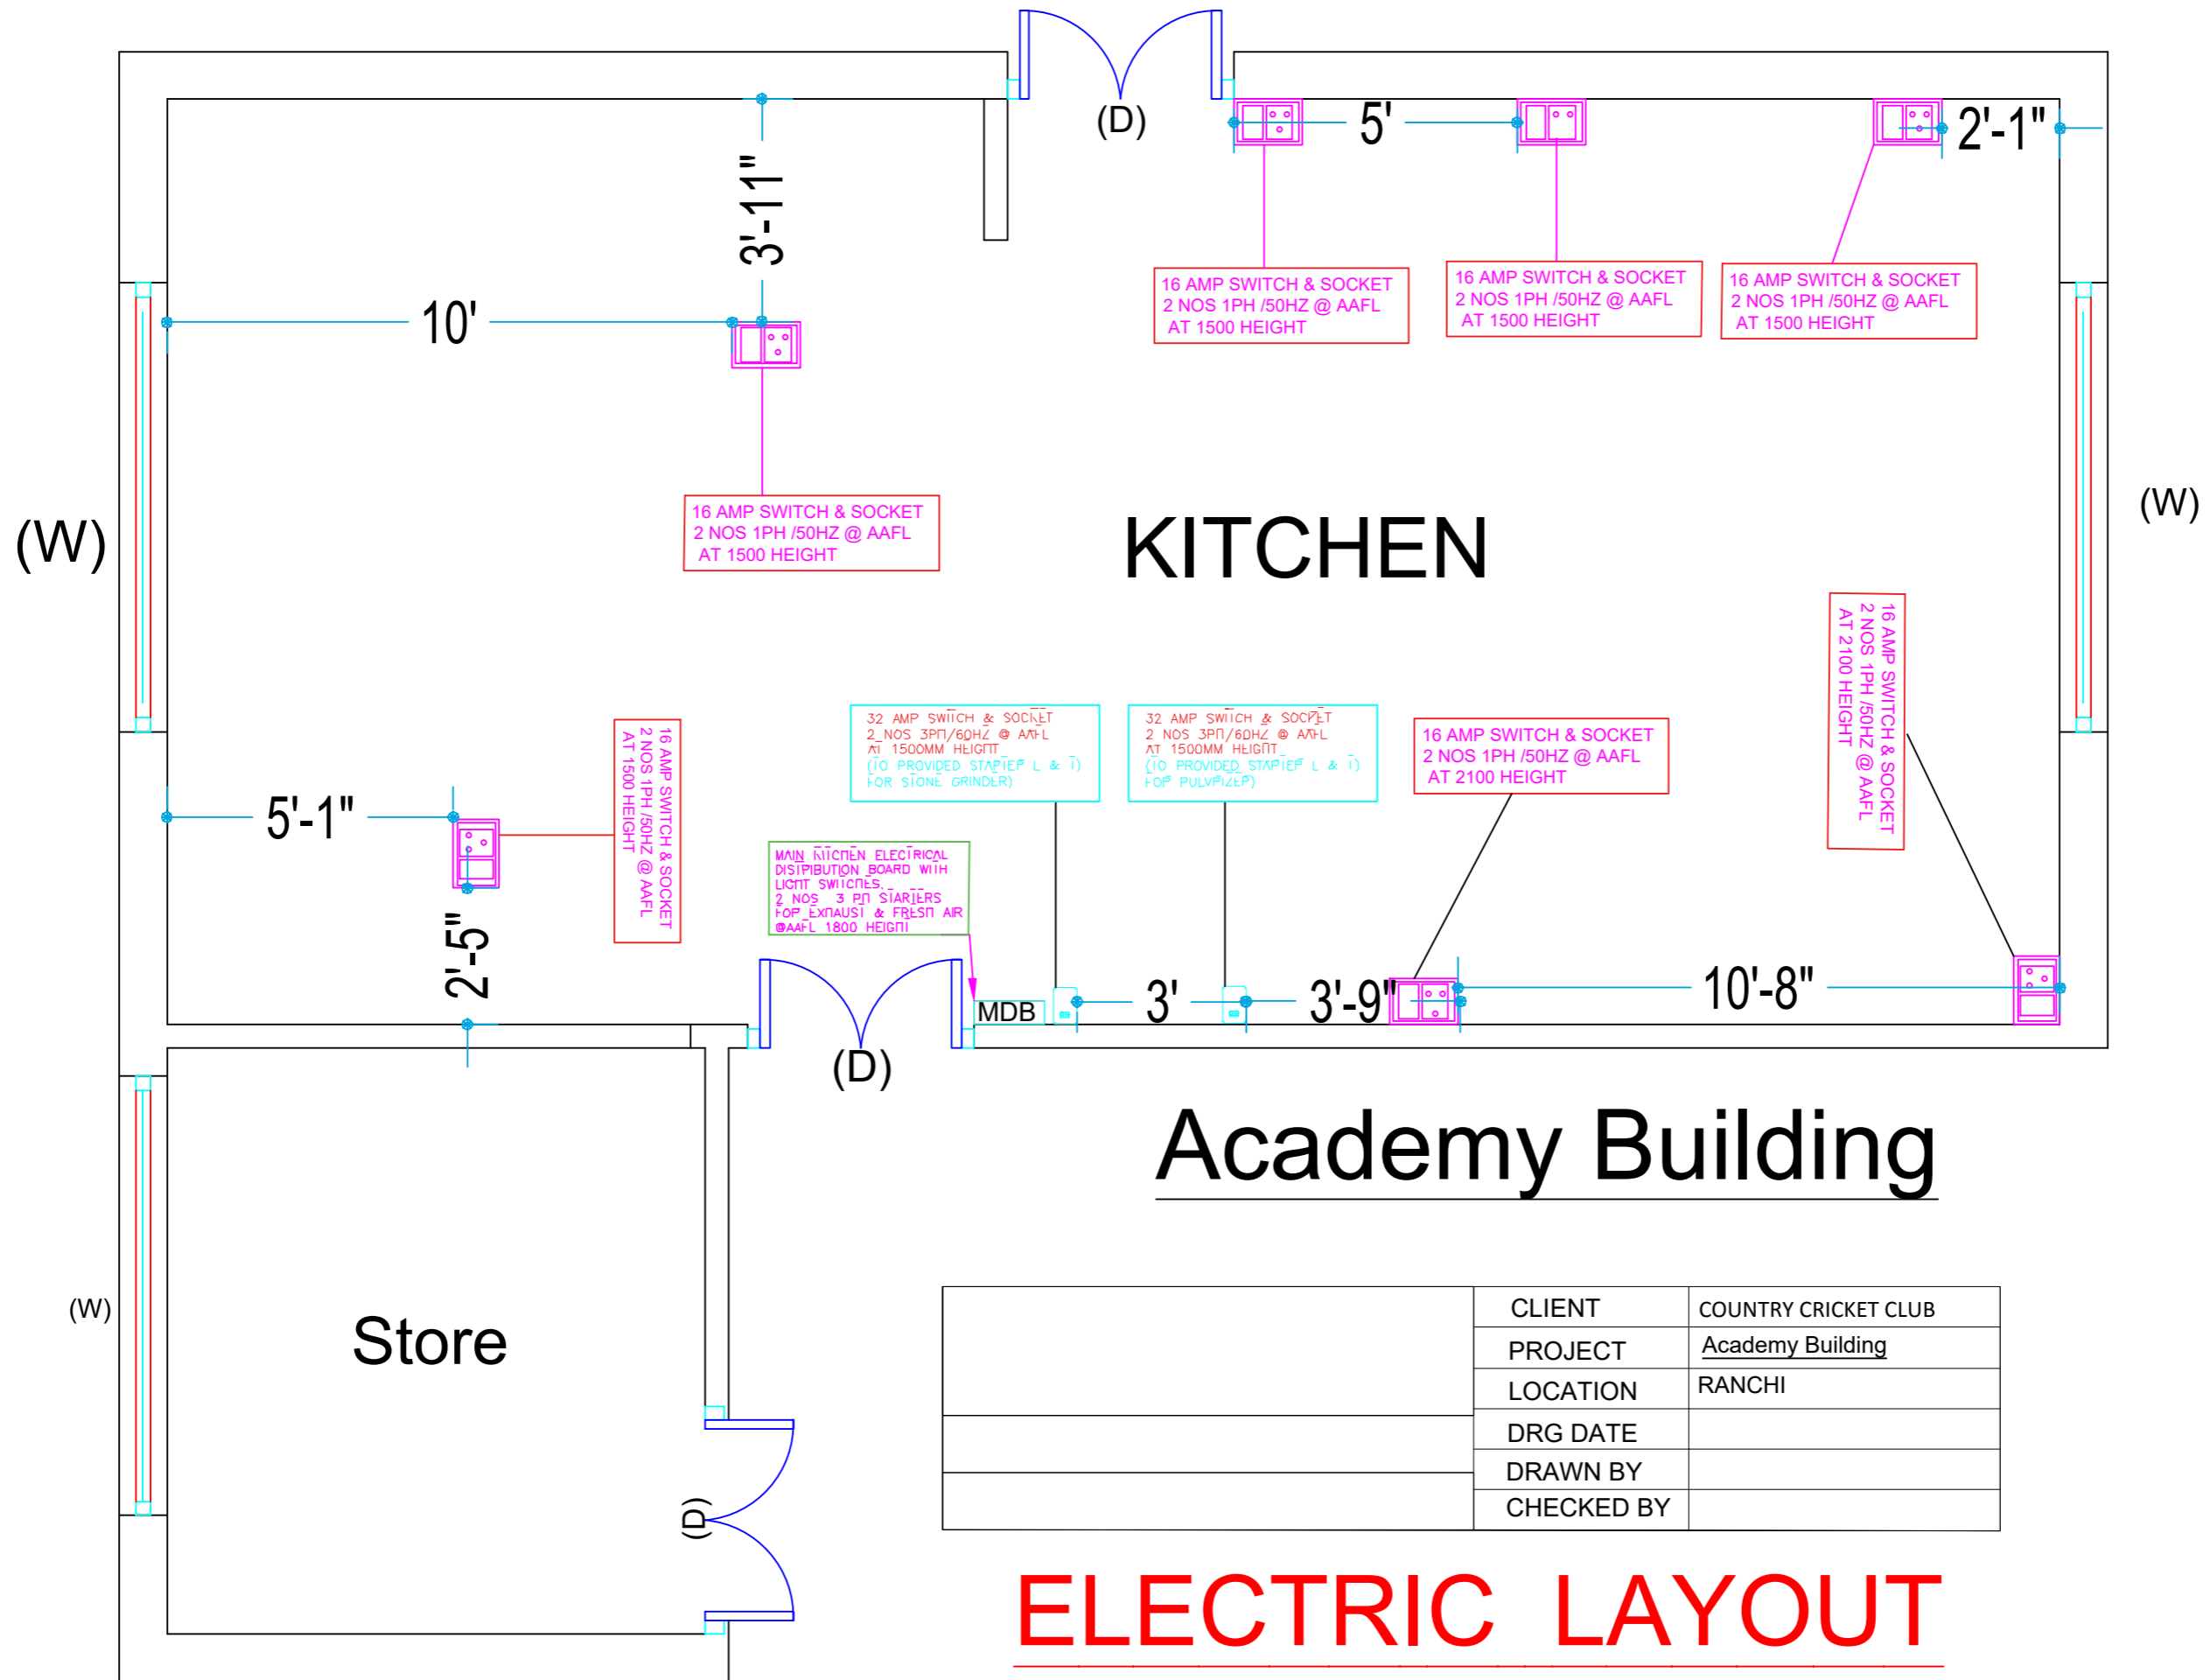 (D)
5'
2'-1"
3'-11"
16 AMP SWITCH & SOCKET
2 NOS 1PH /50HZ @ AAFL
AT 1500 HEIGHT
16 AMP SWITCH & SOCKET
2 NOS 1PH /50HZ @ AAFL
AT 1500 HEIGHT
16 AMP SWITCH & SOCKET
2 NOS 1PH /50HZ @ AAFL
AT 1500 HEIGHT
10'
16 AMP SWITCH & SOCKET
2 NOS 1PH /50HZ @ AAFL
AT 1500 HEIGHT
(W)
KITCHEN
(W)
16 AMP SWITCH & SOCKET
2 NOS 1PH /50HZ @ AAFL
AT 2100 HEIGHT
16 AMP SWITCH & SOCKET
2 NOS 1PH /50HZ @ AAFL
AT 1500 HEIGHT
32 AMP SWITCH & SOCKET
2 NOS 3PH/60HZ @ AAFL
AT 1500MM HEIGHT
(TO PROVIDED STARTER L & T)
FOR STONE GRINDER)
32 AMP SWITCH & SOCKET
2 NOS 3PH/60HZ @ AAFL
AT 1500MM HEIGHT
(TO PROVIDED STARTER L & T)
FOR PULVRIZER)
16 AMP SWITCH & SOCKET
2 NOS 1PH /50HZ @ AAFL
AT 2100 HEIGHT
5'-1"
MAIN KITCHEN ELECTRICAL
DISTRIBUTION BOARD WITH
LIGHT SWITCHES.
2 NOS 3 PH STARTERS
FOR EXHAUST & FRESH AIR
@AAFL 1800 HEIGHT
2'-5"
MDB
3'
3'-9"
10'-8"
(D)
Academy Building
(W)
Store
(D)
CLIENT COUNTRY CRICKET CLUB
PROJECT Academy Building
LOCATION RANCHI
DRG DATE
DRAWN BY
CHECKED BY
ELECTRIC LAYOUT